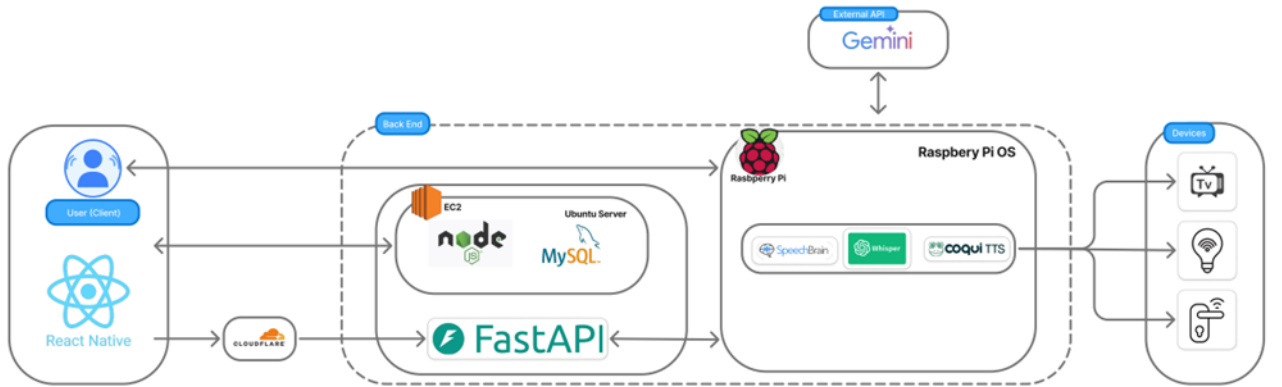 External API
Gemini
Back End
Devices
Raspbery Pi OS
Raspberry Pi
Tv
User (Client)
EC2
Ubuntu Server
node
JS
MySQL
SpeechBrain
Whisper
coqui TTS
React Native
CLOUDFLARE
FastAPI